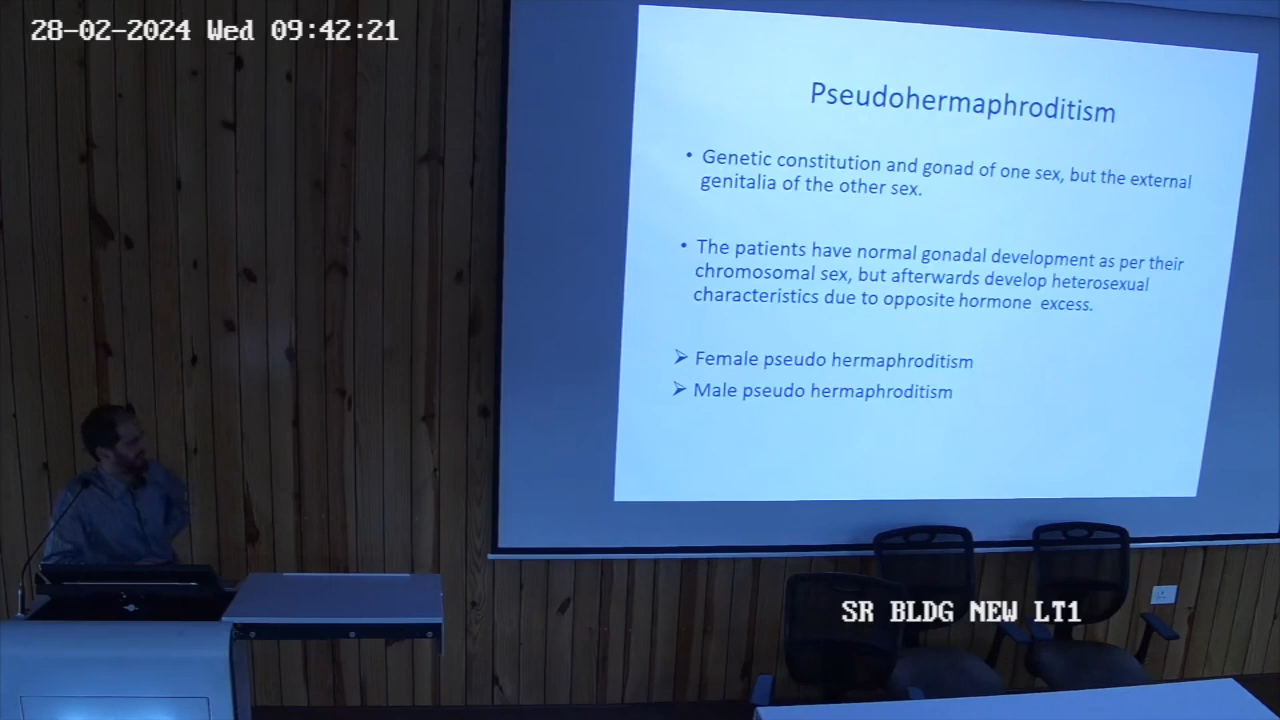 28-02-2024 Wed 09:42:21
Pseudohermaphroditism
• Genetic constitution and gonad of one sex, but the external
genitalia of the other sex.
• The patients have normal gonadal development as per their
chromosomal sex, but afterwards develop heterosexual
characteristics due to opposite hormone excess.
➢ Female pseudo hermaphroditism
➢ Male pseudo hermaphroditism
SR BLDG NEW LT1